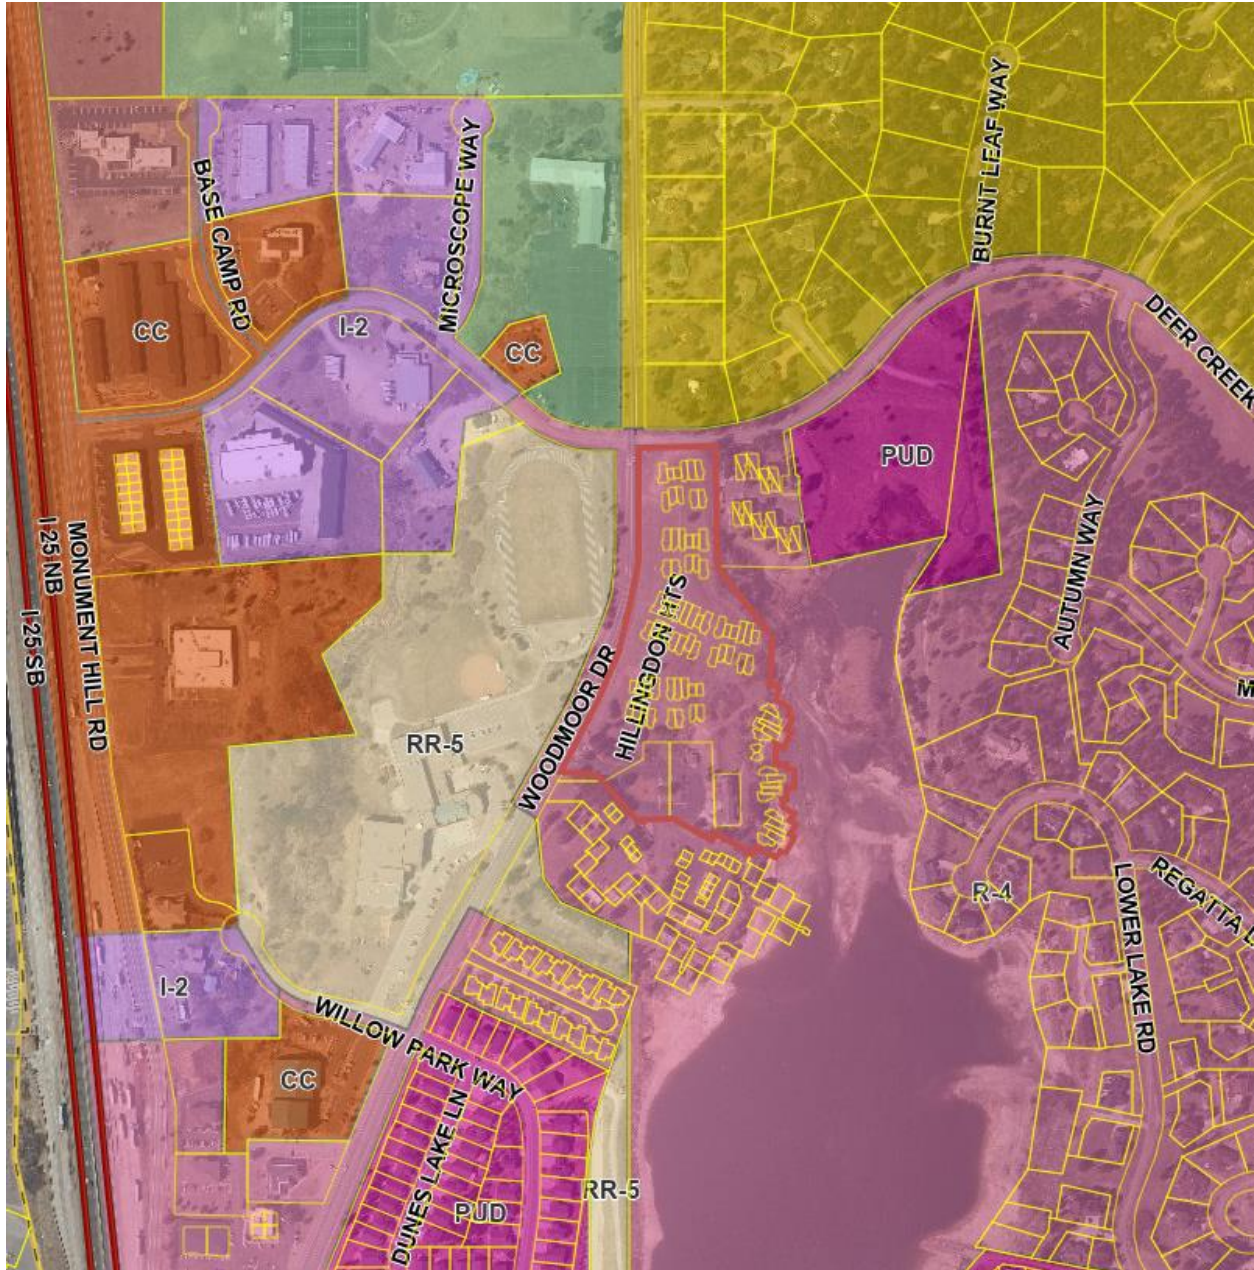 BURNT LEAF WAY
BASE CAMP RD
MICROSCOPE WAY
CC
I-2
CC
DEER CREEK
PUD
I 25 NB
I 25 SB
MONUMENT HILL RD
AUTUMN WAY
HILLINGDON HTS
WOODMOOR DR
M
RR-5
R-4
LOWER LAKE RD
REGATTA L
I-2
WILLOW PARK WAY
CC
DUNES LAKE LN
PUD
RR-5